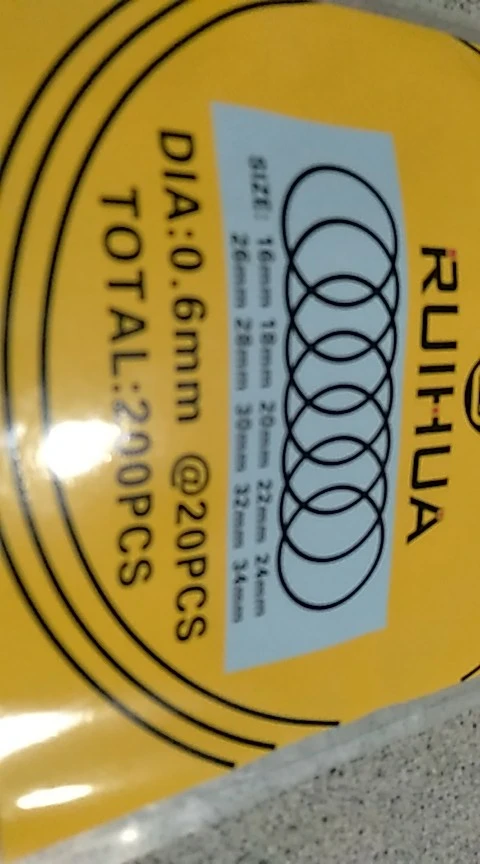 RUIHUA
SIZE: 16mm 18mm 20mm 22mm 24mm
26mm 28mm 30mm 32mm 34mm
DIA:0.6mm @20PCS
TOTAL:200PCS